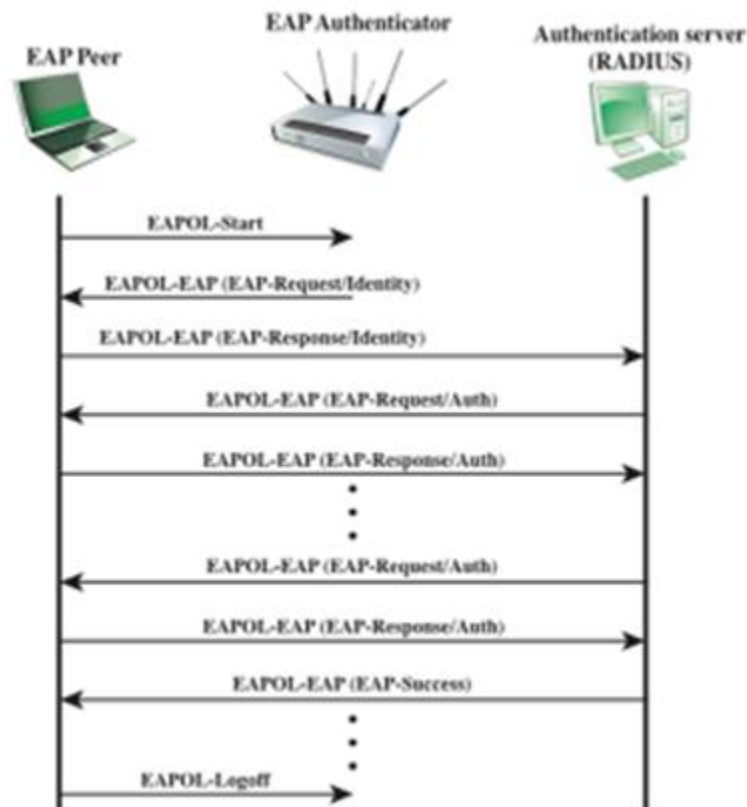 EAP Peer
EAP Authenticator
Authentication server
(RADIUS)
EAPOL-Start
EAPOL-EAP (EAP-Request/Identity)
EAPOL-EAP (EAP-Response/Identity)
EAPOL-EAP (EAP-Request/Auth)
EAPOL-EAP (EAP-Response/Auth)
EAPOL-EAP (EAP-Request/Auth)
EAPOL-EAP (EAP-Response/Auth)
EAPOL-EAP (EAP-Success)
EAPOL-Logoff